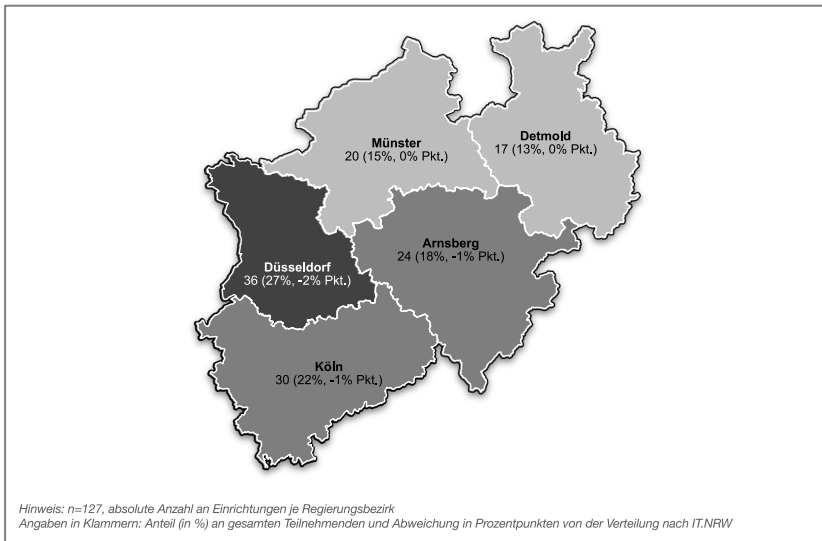 Münster
20 (15%, 0% Pkt.)
Detmold
17 (13%, 0% Pkt.)
Arnsberg
24 (18%, -1% Pkt.)
Düsseldorf
36 (27%, -2% Pkt.)
Köln
30 (22%, -1% Pkt.)
Hinweis: n=127, absolute Anzahl an Einrichtungen je Regierungsbezirk
Angaben in Klammern: Anteil (in %) an gesamten Teilnehmenden und Abweichung in Prozentpunkten von der Verteilung nach IT.NRW